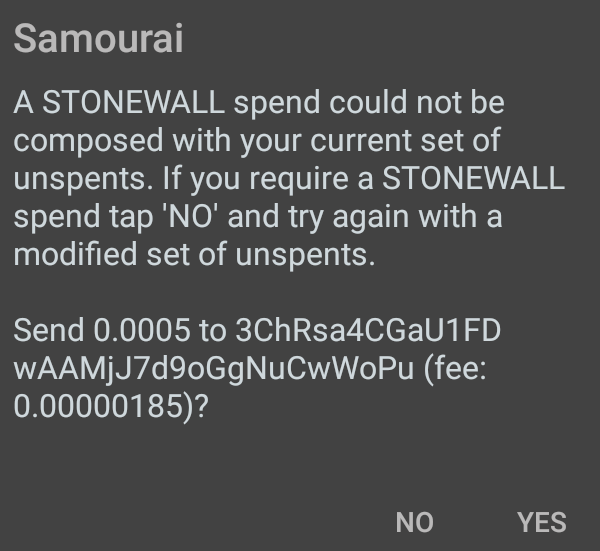 Samourai
A STONEWALL spend could not be
composed with your current set of
unspents. If you require a STONEWALL
spend tap 'NO' and try again with a
modified set of unspents.
Send 0.0005 to 3ChRsa4CGaU1FD
wAAMjJ7d9oGgNuCwWoPu (fee:
0.00000185)?
NO YES